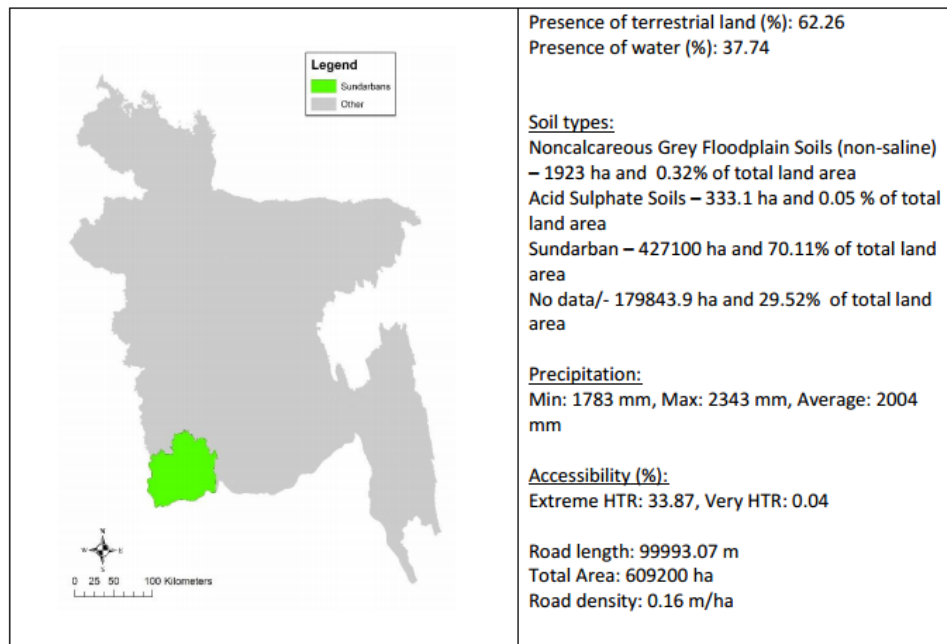 Legend
Sundarbans
Other
N
W E
S
0 25 50 100 Kilometers
Presence of terrestrial land (%): 62.26
Presence of water (%): 37.74
Soil types:
Noncalcareous Grey Floodplain Soils (non-saline)
– 1923 ha and 0.32% of total land area
Acid Sulphate Soils – 333.1 ha and 0.05 % of total
land area
Sundarban – 427100 ha and 70.11% of total land
area
No data/- 179843.9 ha and 29.52% of total land
area
Precipitation:
Min: 1783 mm, Max: 2343 mm, Average: 2004
mm
Accessibility (%):
Extreme HTR: 33.87, Very HTR: 0.04
Road length: 99993.07 m
Total Area: 609200 ha
Road density: 0.16 m/ha